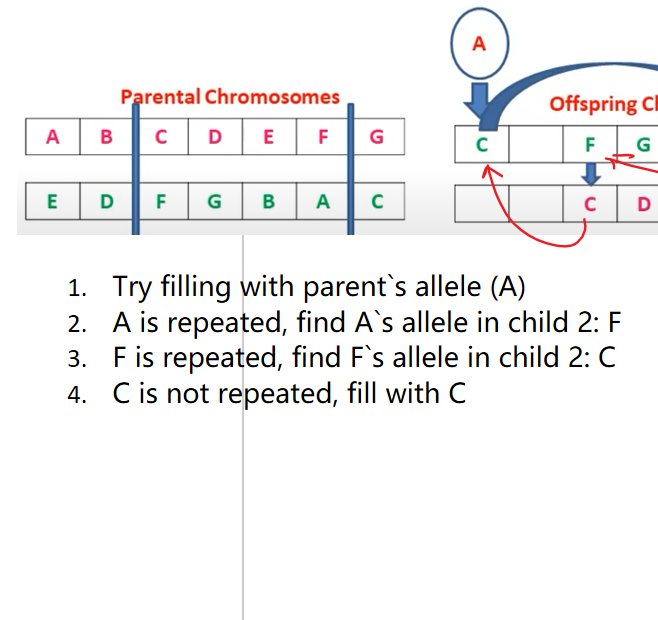 A
Parental Chromosomes
Offspring Cl
A B C D E F G
C F G
E D F G B A C
C D
1. Try filling with parent`s allele (A)
2. A is repeated, find A`s allele in child 2: F
3. F is repeated, find F`s allele in child 2: C
4. C is not repeated, fill with C